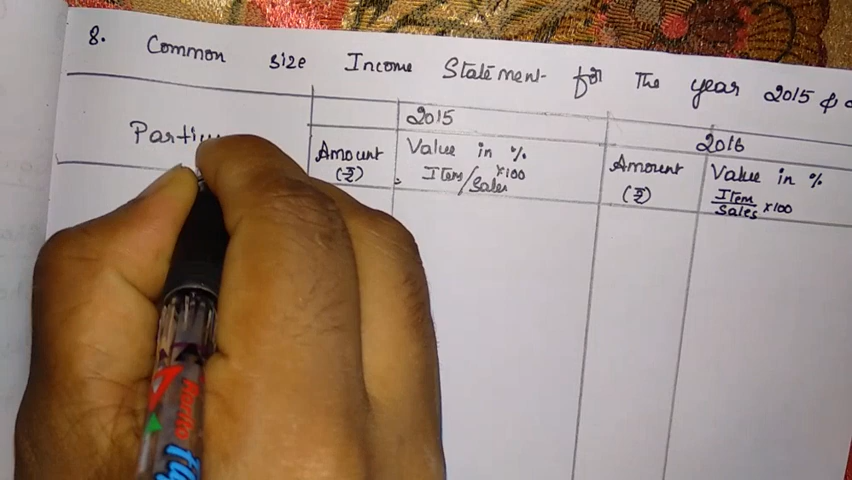 8. Common size Income Statement for The year 2015 &
2015
2016
Amount
(₹)
Value in %
Item/Sales ×100
Amount
(₹)
Value in %
Item/Sales ×100